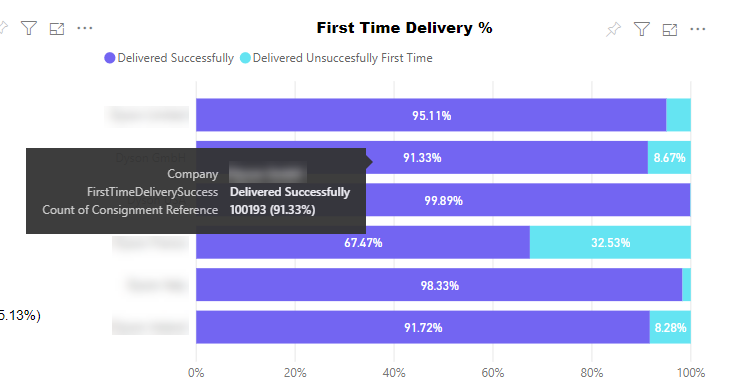 First Time Delivery %
Delivered Successfully Delivered Unsuccesfully First Time
95.11%
91.33% 8.67%
Company
FirstTimeDeliverySuccess Delivered Successfully
Count of Consignment Reference 100193 (91.33%)
99.89%
67.47% 32.53%
98.33%
5.13%)
91.72% 8.28%
0% 20% 40% 60% 80% 100%